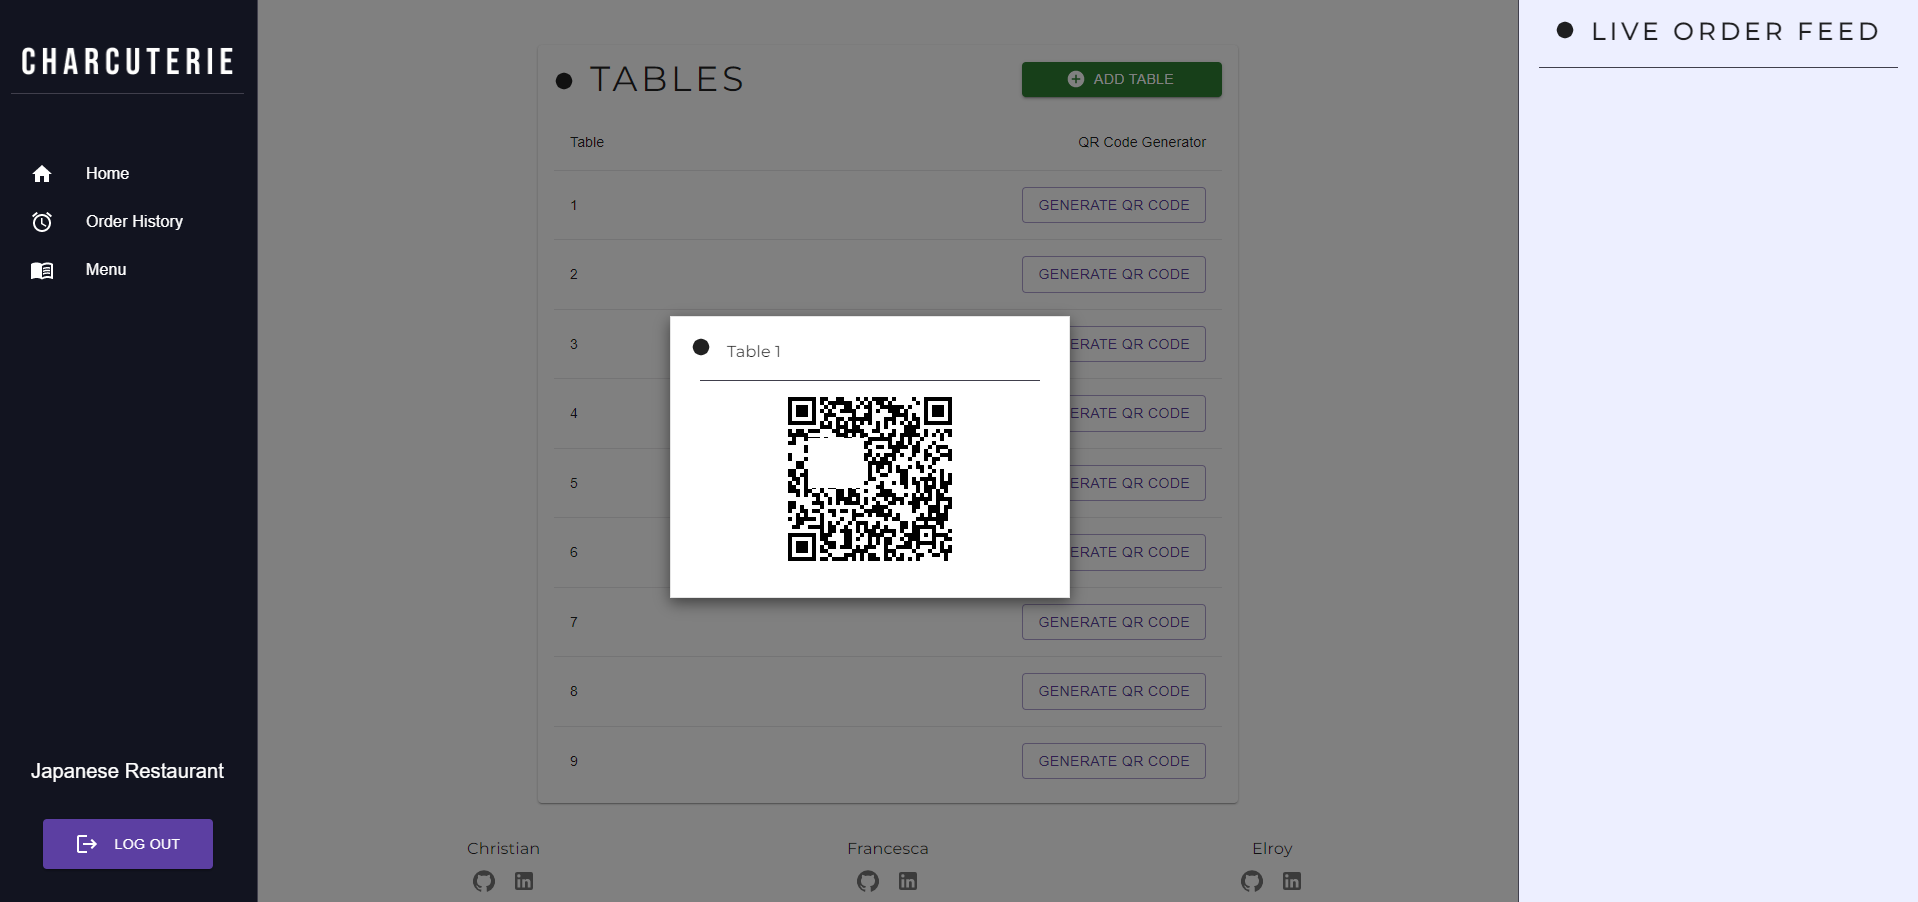 CHARCUTERIE
Home
Order History
Menu
Japanese Restaurant
LOG OUT
TABLES
ADD TABLE
Table
QR Code Generator
1
GENERATE QR CODE
2
GENERATE QR CODE
3
ERATE QR CODE
4
ERATE QR CODE
5
ERATE QR CODE
6
ERATE QR CODE
7
GENERATE QR CODE
8
GENERATE QR CODE
9
GENERATE QR CODE
Table 1
Christian
Francesca
Elroy
LIVE ORDER FEED